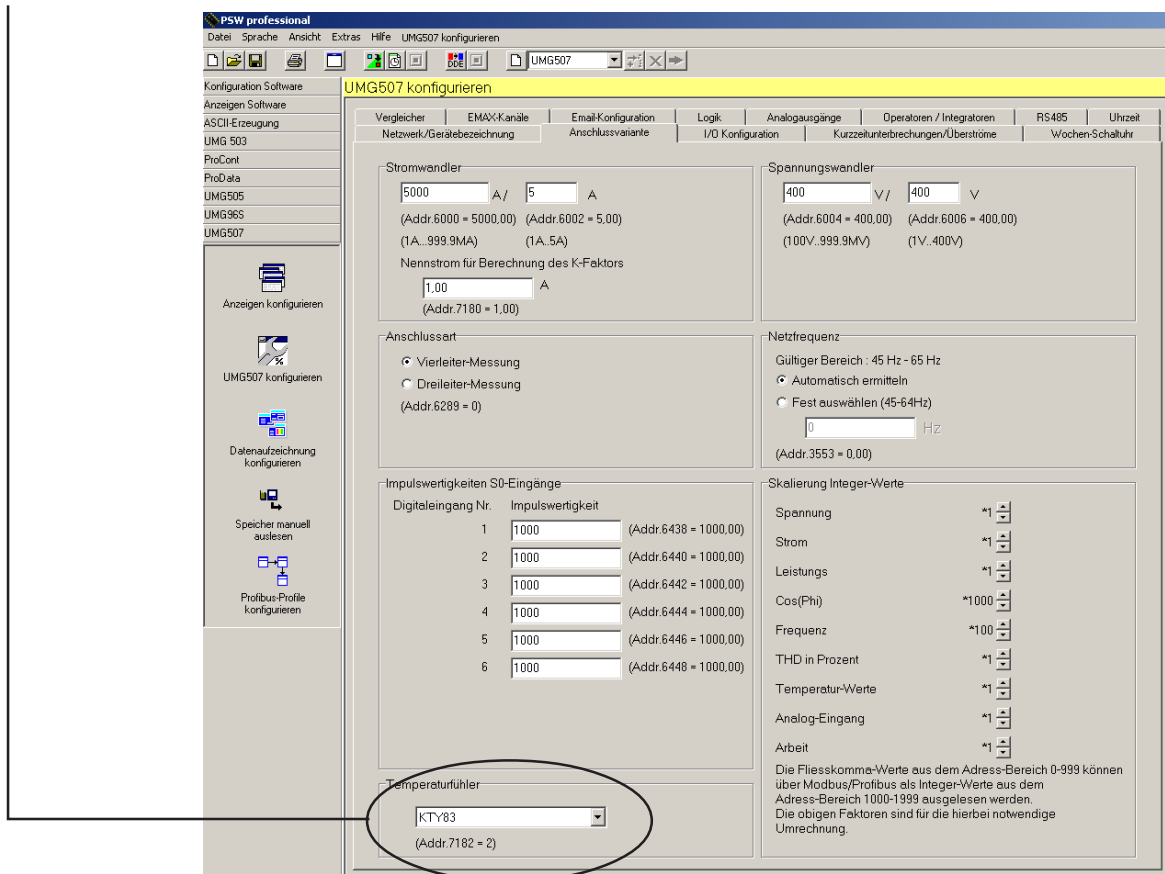 PSW professional
Datei Sprache Ansicht Extras Hilfe UMG507 konfigurieren
DDE UMG507
Konfiguration Software
Anzeigen Software
ASCII-Erzeugung
UMG 503
ProCont
ProData
UMG505
UMG96S
UMG507
Anzeigen konfigurieren
UMG507 konfigurieren
Datenaufzeichnung
konfigurieren
Speicher manuell
auslesen
Profibus-Profile
konfigurieren
UMG507 konfigurieren
Vergleicher EMAX-Kanäle Email-Konfiguration Logik Analogausgänge Operatoren / Integratoren RS485 Uhrzeit
Netzwerk/Gerätebezeichnung Anschlussvariante I/O Konfiguration Kurzzeitunterbrechungen/Überströme Wochen-Schaltuhr
Stromwandler
5000 A/ 5 A
(Addr.6000 = 5000,00) (Addr.6002 = 5,00)
(1A...999.9MA) (1A..5A)
Nennstrom für Berechnung des K-Faktors
1,00 A
(Addr.7180 = 1,00)
Spannungswandler
400 V/ 400 V
(Addr.6004 = 400,00) (Addr.6006 = 400,00)
(100V..999.9MV) (1V..400V)
Anschlussart
Vierleiter-Messung
Dreileiter-Messung
(Addr.6289 = 0)
Netzfrequenz
Gültiger Bereich : 45 Hz - 65 Hz
Automatisch ermitteln
Fest auswählen (45-64Hz)
0 Hz
(Addr.3553 = 0,00)
Impulswertigkeiten S0-Eingänge
Digitaleingang Nr. Impulswertigkeit
1 1000 (Addr.6438 = 1000,00)
2 1000 (Addr.6440 = 1000,00)
3 1000 (Addr.6442 = 1000,00)
4 1000 (Addr.6444 = 1000,00)
5 1000 (Addr.6446 = 1000,00)
6 1000 (Addr.6448 = 1000,00)
Skalierung Integer-Werte
Spannung *1
Strom *1
Leistungs *1
Cos(Phi) *1000
Frequenz *100
THD in Prozent *1
Temperatur-Werte *1
Analog-Eingang *1
Arbeit *1
Die Fliesskomma-Werte aus dem Adress-Bereich 0-999 können
über Modbus/Profibus als Integer-Werte aus dem
Adress-Bereich 1000-1999 ausgelesen werden.
Die obigen Faktoren sind für die hierbei notwendige
Umrechnung.
Temperaturfühler
KTY83
(Addr.7182 = 2)